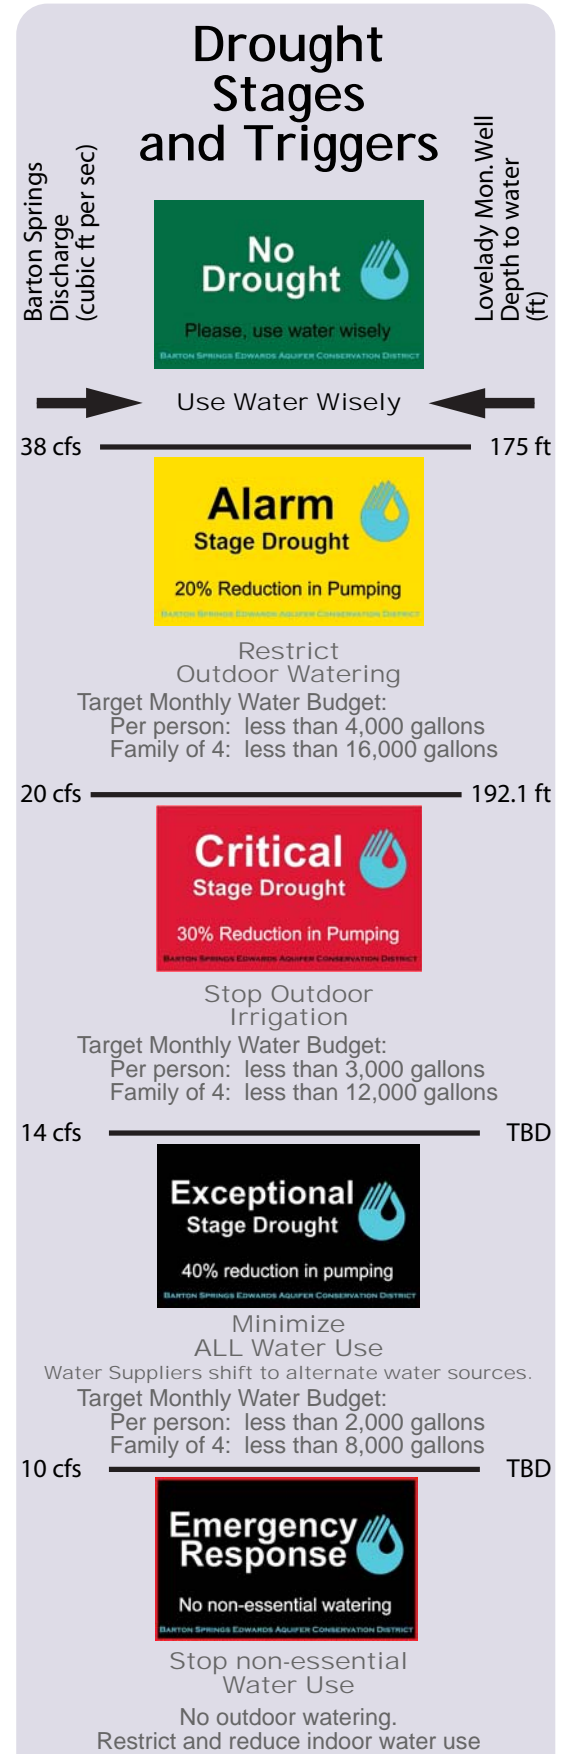 Drought
Stages
and Triggers
Barton Springs
Discharge
(cubic ft per sec)
Lovelady Mon.Well
Depth to water
(ft)
No
Drought
Please, use water wisely
BARTON SPRINGS EDWARDS AQUIFER CONSERVATION DISTRICT
Use Water Wisely
38 cfs
175 ft
Alarm
Stage Drought
20% Reduction in Pumping
BARTON SPRINGS EDWARDS AQUIFER CONSERVATION DISTRICT
Restrict
Outdoor Watering
Target Monthly Water Budget:
Per person: less than 4,000 gallons
Family of 4: less than 16,000 gallons
20 cfs
192.1 ft
Critical
Stage Drought
30% Reduction in Pumping
BARTON SPRINGS EDWARDS AQUIFER CONSERVATION DISTRICT
Stop Outdoor
Irrigation
Target Monthly Water Budget:
Per person: less than 3,000 gallons
Family of 4: less than 12,000 gallons
14 cfs
TBD
Exceptional
Stage Drought
40% reduction in pumping
BARTON SPRINGS EDWARDS AQUIFER CONSERVATION DISTRICT
Minimize
ALL Water Use
Water Suppliers shift to alternate water sources.
Target Monthly Water Budget:
Per person: less than 2,000 gallons
Family of 4: less than 8,000 gallons
10 cfs
TBD
Emergency
Response
No non-essential watering
BARTON SPRINGS EDWARDS AQUIFER CONSERVATION DISTRICT
Stop non-essential
Water Use
No outdoor watering.
Restrict and reduce indoor water use